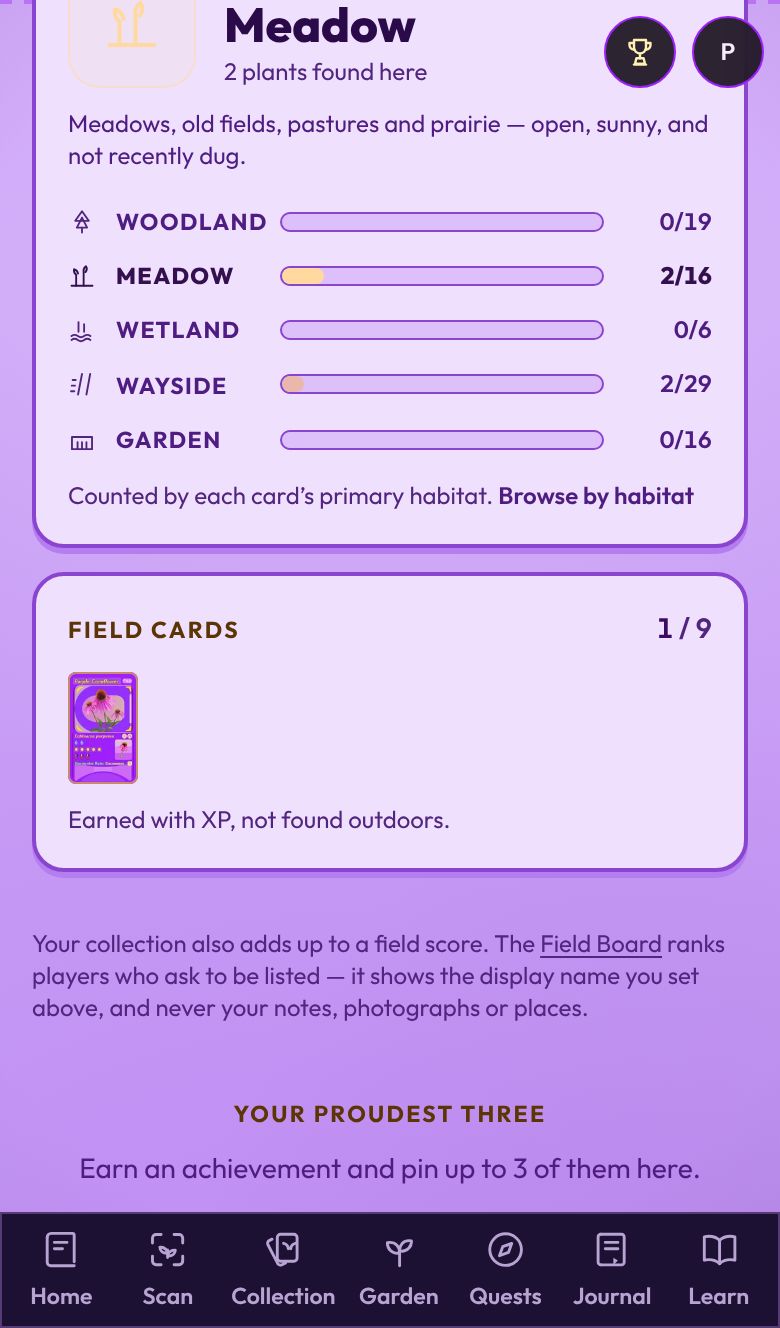 Meadow
P
2 plants found here
Meadows, old fields, pastures and prairie — open, sunny, and
not recently dug.
WOODLAND 0/19
MEADOW 2/16
WETLAND 0/6
WAYSIDE 2/29
GARDEN 0/16
Counted by each card’s primary habitat. Browse by habitat
FIELD CARDS 1 / 9
Purple Coneflower
Echinacea purpurea
Earned with XP, not found outdoors.
Your collection also adds up to a field score. The Field Board ranks
players who ask to be listed — it shows the display name you set
above, and never your notes, photographs or places.
YOUR PROUDEST THREE
Earn an achievement and pin up to 3 of them here.
Home Scan Collection Garden Quests Journal Learn